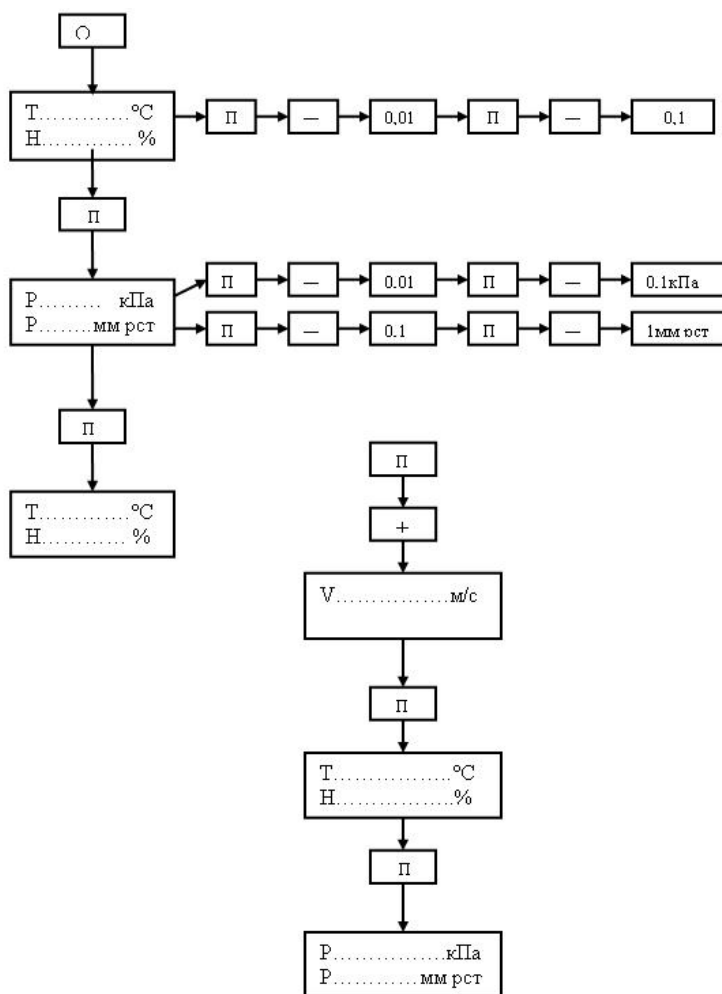 О
Т.............°С П — 0,01 П — 0,1
Н............. %
П
П — 0.01 П — 0.1кПа
Р......... кПа
Р.........мм рст П — 0.1 П — 1мм рст
П
Т.............°С
Н............ %
П
+
V................м/с
П
Т................°С
Н................%
П
Р................кПа
Р.............мм рст